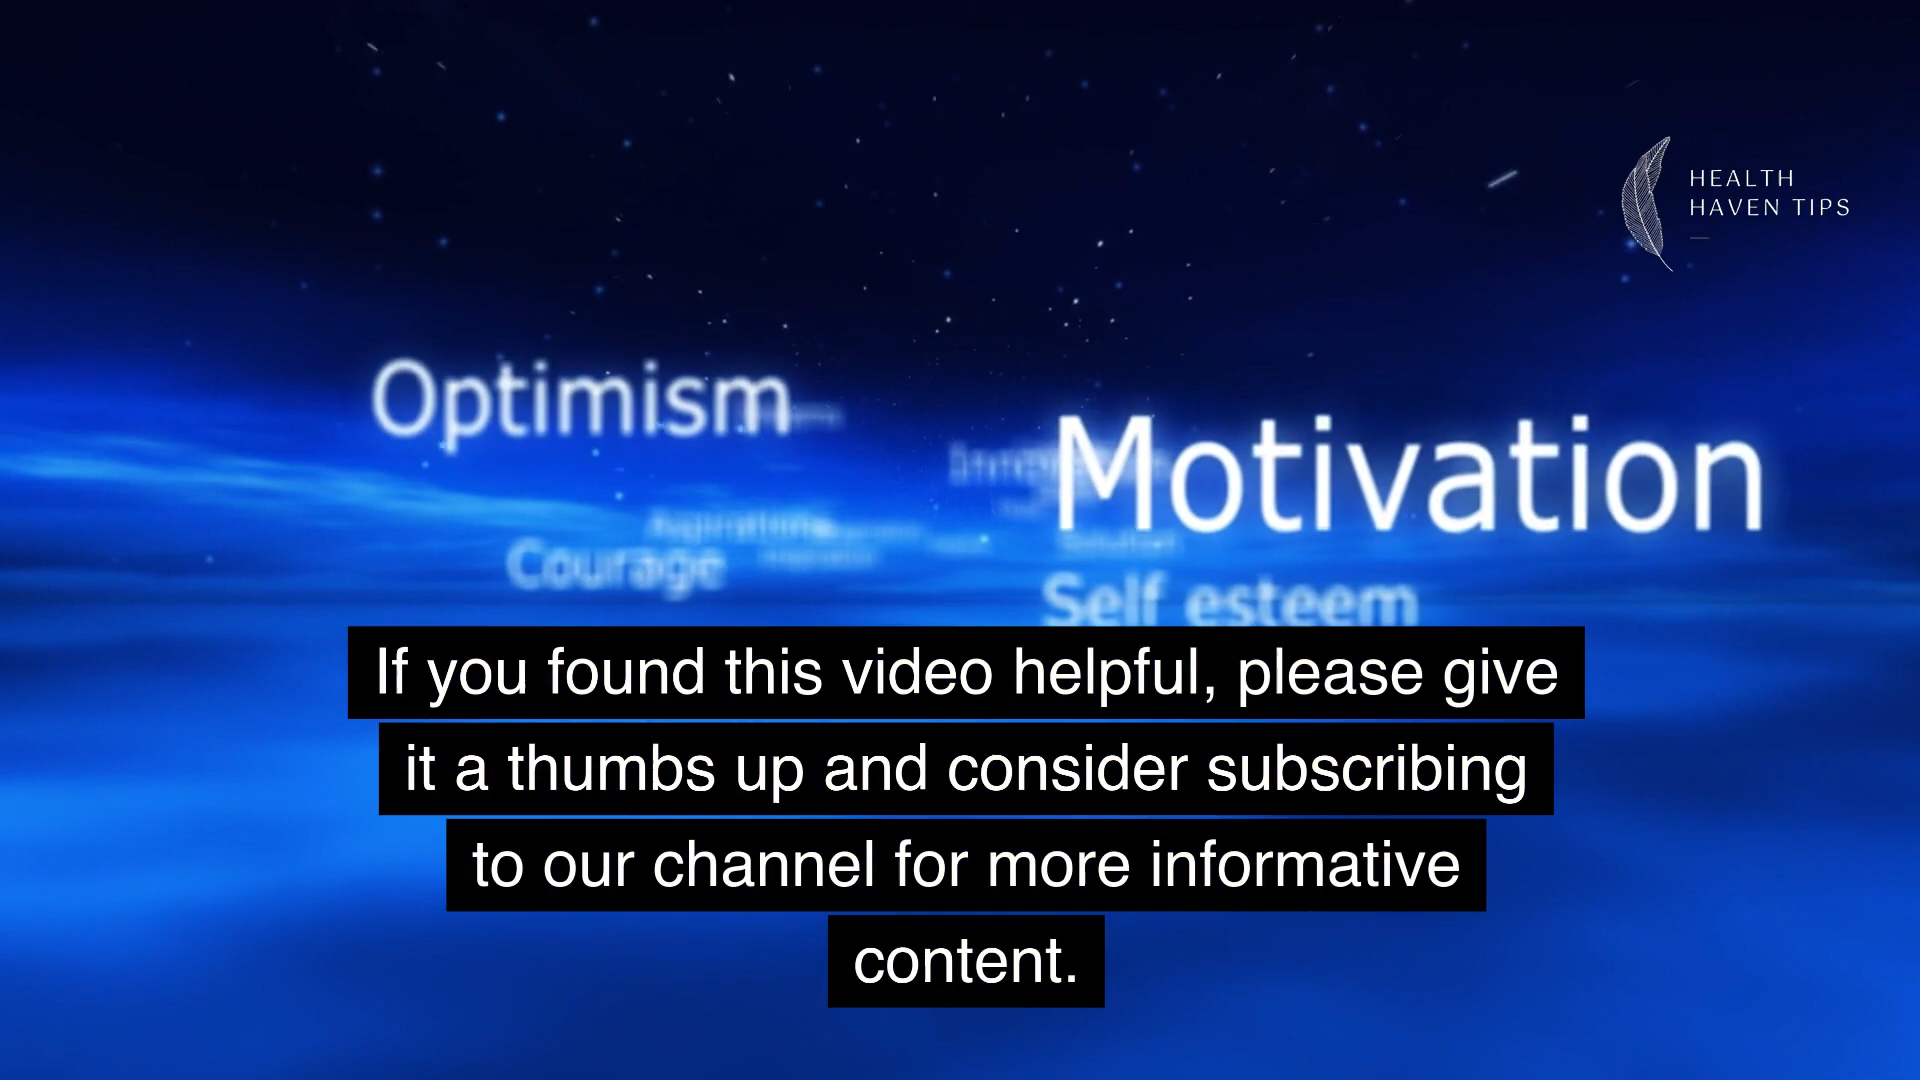 HEALTH
HAVEN TIPS
Optimism
Motivation
Courage
Self esteem
If you found this video helpful, please give
it a thumbs up and consider subscribing
to our channel for more informative
content.